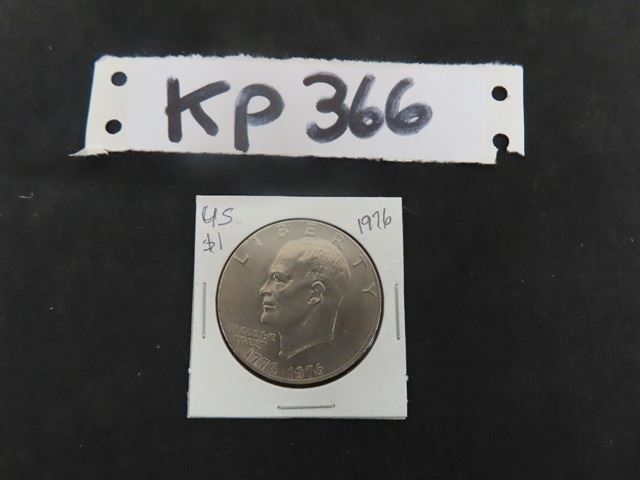 KP 366
US 1976
$1
LIBERTY
IN GOD WE
TRUST
1776·1976